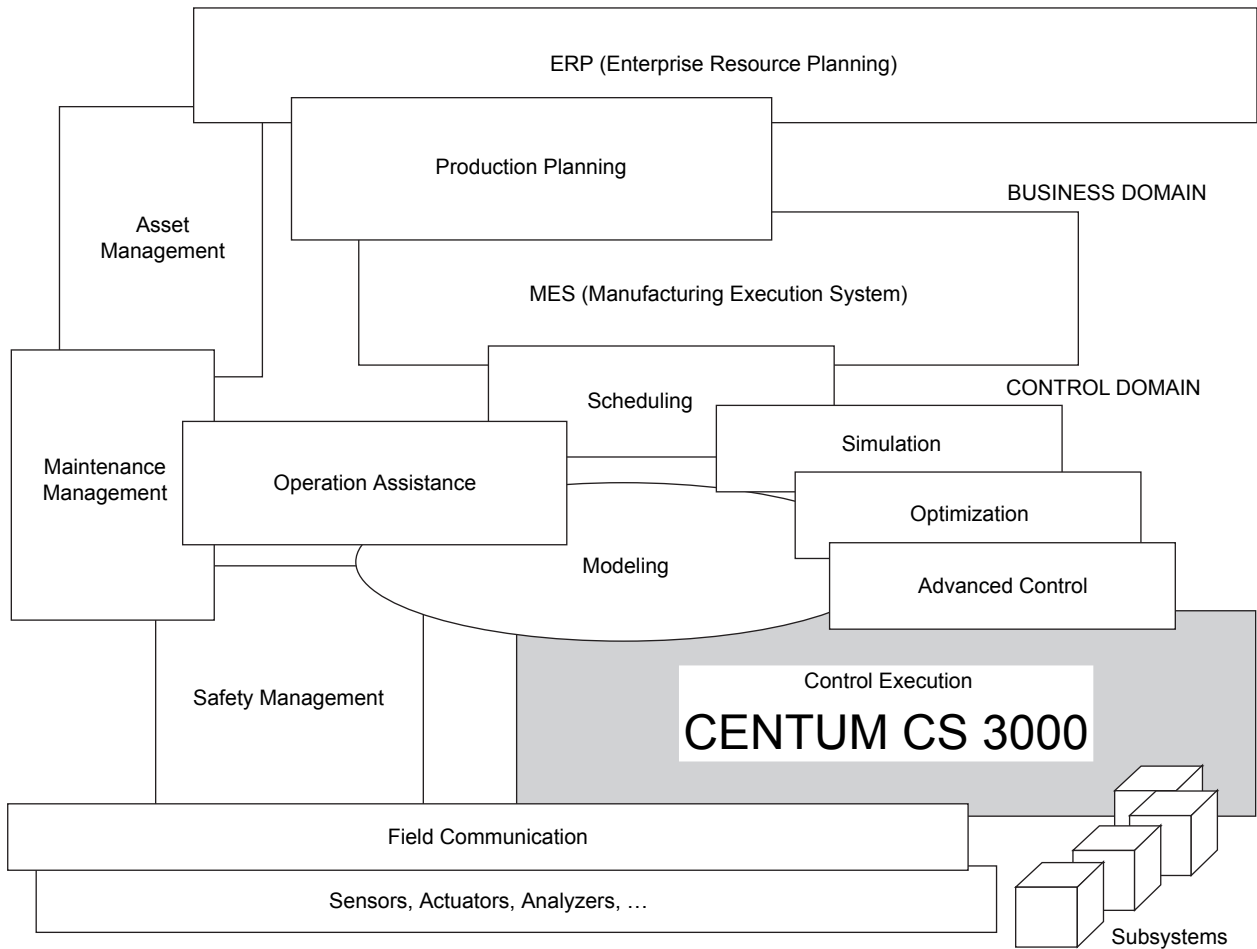 ERP (Enterprise Resource Planning)
Production Planning
BUSINESS DOMAIN
Asset
Management
MES (Manufacturing Execution System)
CONTROL DOMAIN
Scheduling
Simulation
Maintenance
Management
Operation Assistance
Optimization
Modeling
Advanced Control
Control Execution
Safety Management
CENTUM CS 3000
Field Communication
Sensors, Actuators, Analyzers, …
Subsystems